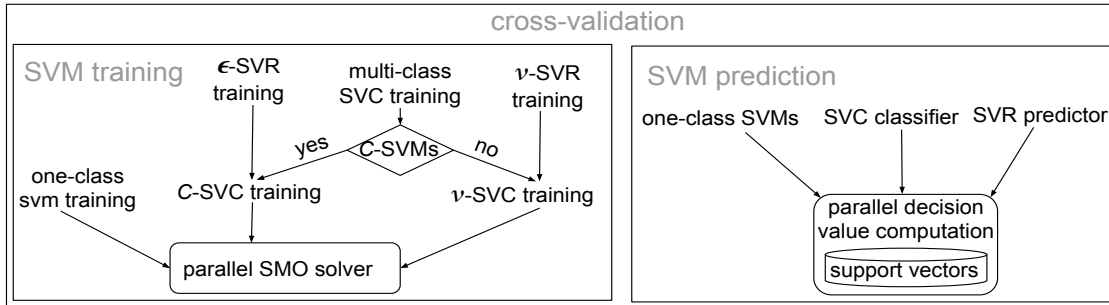 cross-validation
SVM training
ϵ-SVR
training
multi-class
SVC training
ν-SVR
training
yes
C-SVMs
no
one-class
svm training
C-SVC training
ν-SVC training
parallel SMO solver
SVM prediction
one-class SVMs
SVC classifier
SVR predictor
parallel decision
value computation
support vectors